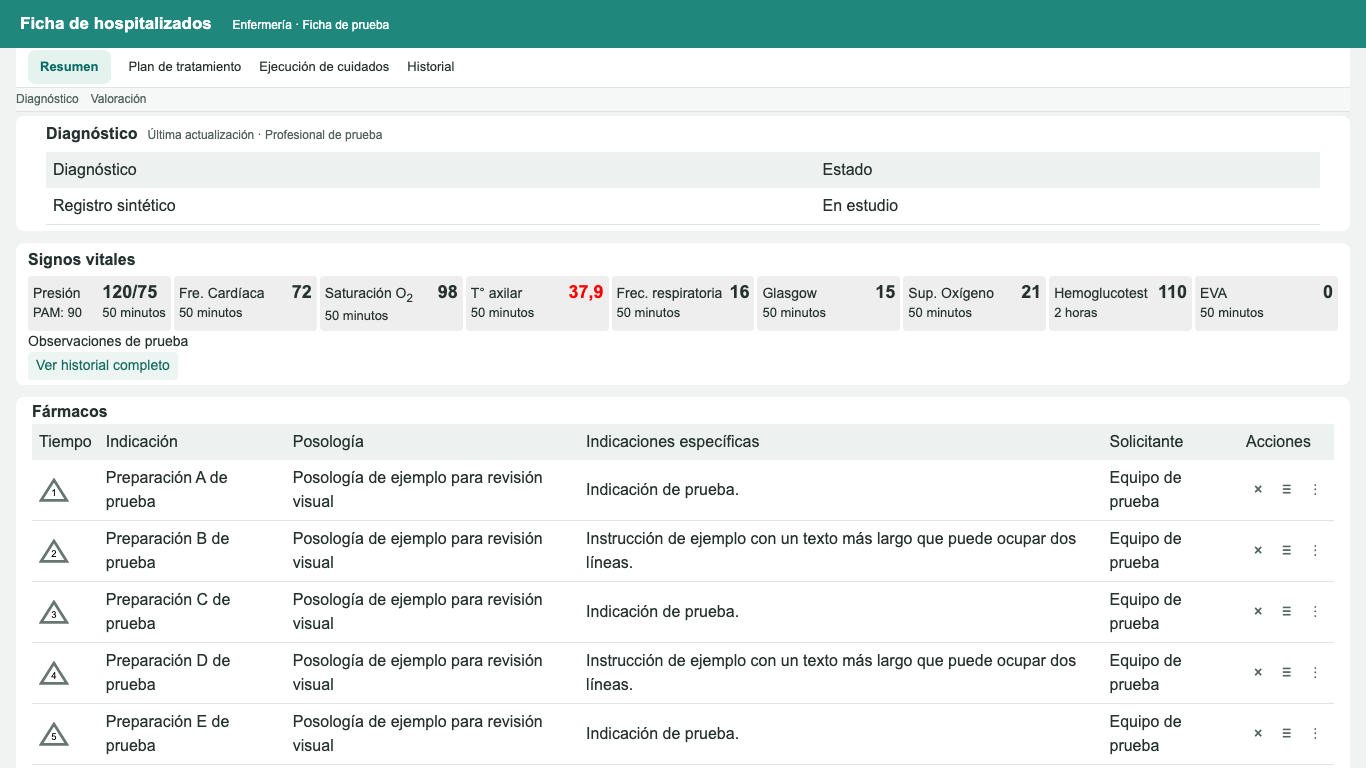 Ficha de hospitalizados Enfermería · Ficha de prueba
Resumen Plan de tratamiento Ejecución de cuidados Historial
Diagnóstico Valoración
Diagnóstico Última actualización · Profesional de prueba
Diagnóstico Estado
Registro sintético En estudio
Signos vitales
Presión 120/75 Fre. Cardíaca 72 Saturación O2 98 T° axilar 37,9 Frec. respiratoria 16 Glasgow 15 Sup. Oxígeno 21 Hemoglucotest 110 EVA 0
PAM: 90 50 minutos 50 minutos 50 minutos 50 minutos 50 minutos 50 minutos 50 minutos 2 horas 50 minutos
Observaciones de prueba
Ver historial completo
Fármacos
Tiempo Indicación Posología Indicaciones específicas Solicitante Acciones
1 Preparación A de prueba Posología de ejemplo para revisión visual Indicación de prueba. Equipo de prueba
2 Preparación B de prueba Posología de ejemplo para revisión visual Instrucción de ejemplo con un texto más largo que puede ocupar dos líneas. Equipo de prueba
3 Preparación C de prueba Posología de ejemplo para revisión visual Indicación de prueba. Equipo de prueba
4 Preparación D de prueba Posología de ejemplo para revisión visual Instrucción de ejemplo con un texto más largo que puede ocupar dos líneas. Equipo de prueba
5 Preparación E de prueba Posología de ejemplo para revisión visual Indicación de prueba. Equipo de prueba